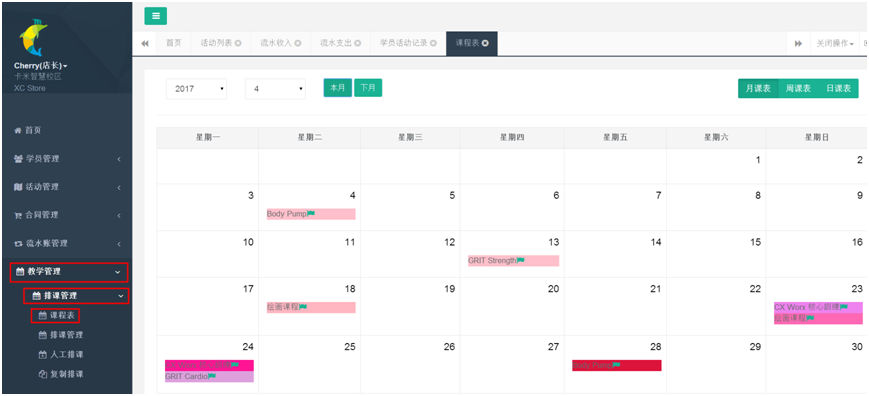 Cherry(店长)
卡米智慧校区
XC Store
首页
学员管理
活动管理
合同管理
流水账管理
教学管理
排课管理
课程表
排课管理
人工排课
复制排课
首页 活动列表 流水收入 流水支出 学员活动记录 课程表 关闭操作
2017 4 本月 下月 月课表 周课表 日课表
星期一 星期二 星期三 星期四 星期五 星期六 星期日
1 2
3 4 5 6 7 8 9
Body Pump
10 11 12 13 14 15 16
GRIT Strength
17 18 19 20 21 22 23
绘画课程 CX Worx 核心訓練
绘画课程
24 25 26 27 28 29 30
Body Pump
GRIT Cardio